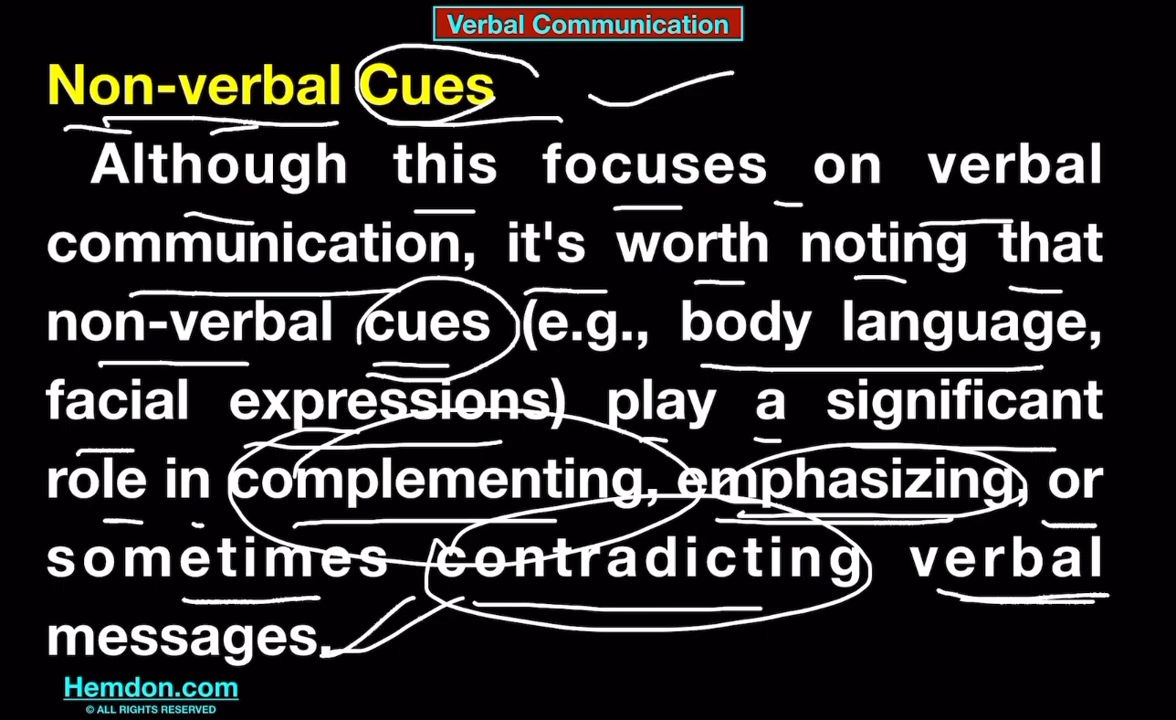 Verbal Communication
Non-verbal Cues
Although this focuses on verbal
communication, it's worth noting that
non-verbal cues (e.g., body language,
facial expressions) play a significant
role in complementing, emphasizing, or
sometimes contradicting verbal
messages.
Hemdon.com
© ALL RIGHTS RESERVED